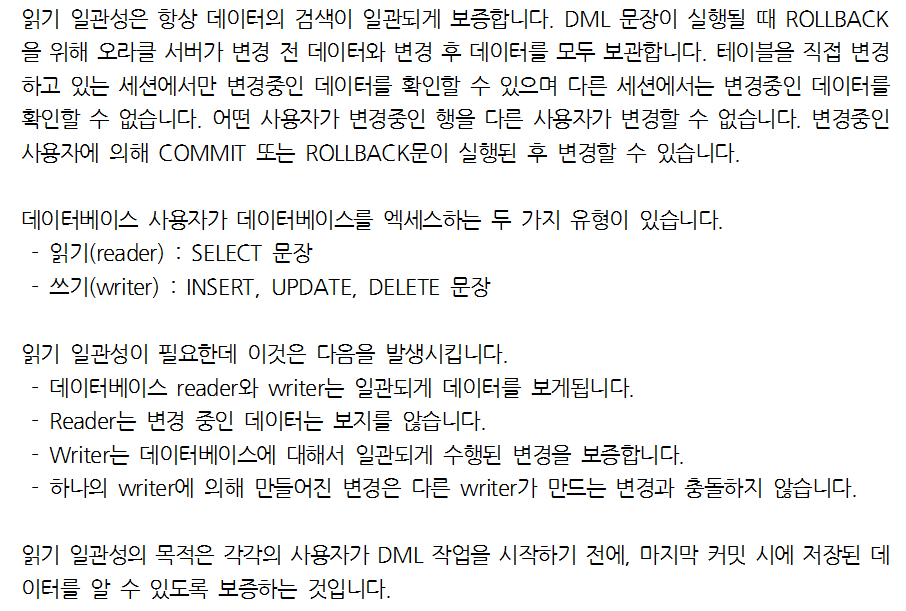 읽기 일관성은 항상 데이터의 검색이 일관되게 보증합니다. DML 문장이 실행될 때 ROLLBACK
을 위해 오라클 서버가 변경 전 데이터와 변경 후 데이터를 모두 보관합니다. 테이블을 직접 변경
하고 있는 세션에서만 변경중인 데이터를 확인할 수 있으며 다른 세션에서는 변경중인 데이터를
확인할 수 없습니다. 어떤 사용자가 변경중인 행을 다른 사용자가 변경할 수 없습니다. 변경중인
사용자에 의해 COMMIT 또는 ROLLBACK문이 실행된 후 변경할 수 있습니다.
데이터베이스 사용자가 데이터베이스를 엑세스하는 두 가지 유형이 있습니다.
- 읽기(reader) : SELECT 문장
- 쓰기(writer) : INSERT, UPDATE, DELETE 문장
읽기 일관성이 필요한데 이것은 다음을 발생시킵니다.
- 데이터베이스 reader와 writer는 일관되게 데이터를 보게됩니다.
- Reader는 변경 중인 데이터는 보지를 않습니다.
- Writer는 데이터베이스에 대해서 일관되게 수행된 변경을 보증합니다.
- 하나의 writer에 의해 만들어진 변경은 다른 writer가 만드는 변경과 충돌하지 않습니다.
읽기 일관성의 목적은 각각의 사용자가 DML 작업을 시작하기 전에, 마지막 커밋 시에 저장된 데
이터를 알 수 있도록 보증하는 것입니다.